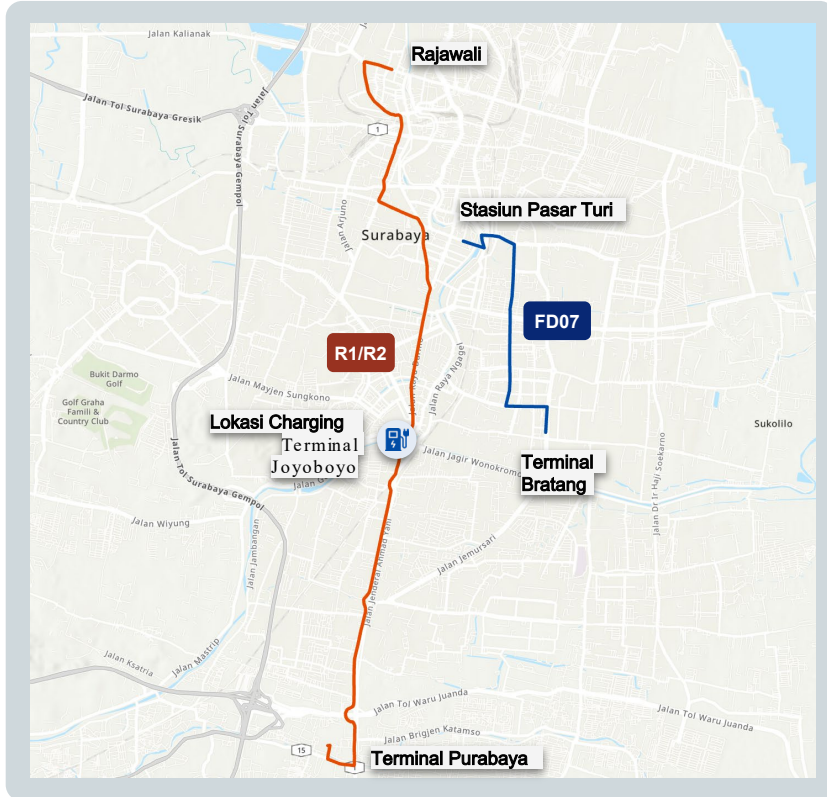 Jalan Kalianak
Rajawali
Jalan Tol Surabaya Gresik
Jalan Tol Surabaya Gempol
1
Stasiun Pasar Turi
Jalan Arjuno
Surabaya
FD07
R1/R2
Jalan Raya Darmo
Jalan Raya Ngagel
Bukit Darmo
Golf
Golf Graha
Famili &
Country Club
Jalan Mayjen Sungkono
Lokasi Charging
Terminal
Joyoboyo
Sukolilo
Jalan Jagir Wonokromo
Terminal
Bratang
Jalan Dr Ir Haji Soekarno
Jalan Tol Surabaya Gempol
Jalan Wiyung
Jalan Jambangan
Jalan Jenderal Ahmad Yani
Jalan Jemursari
Jalan Ksatria
Jalan Mastrip
Jalan Tol Waru Juanda
Jalan Tol Waru Juanda
Jalan Brigjen Katamso
15
Terminal Purabaya